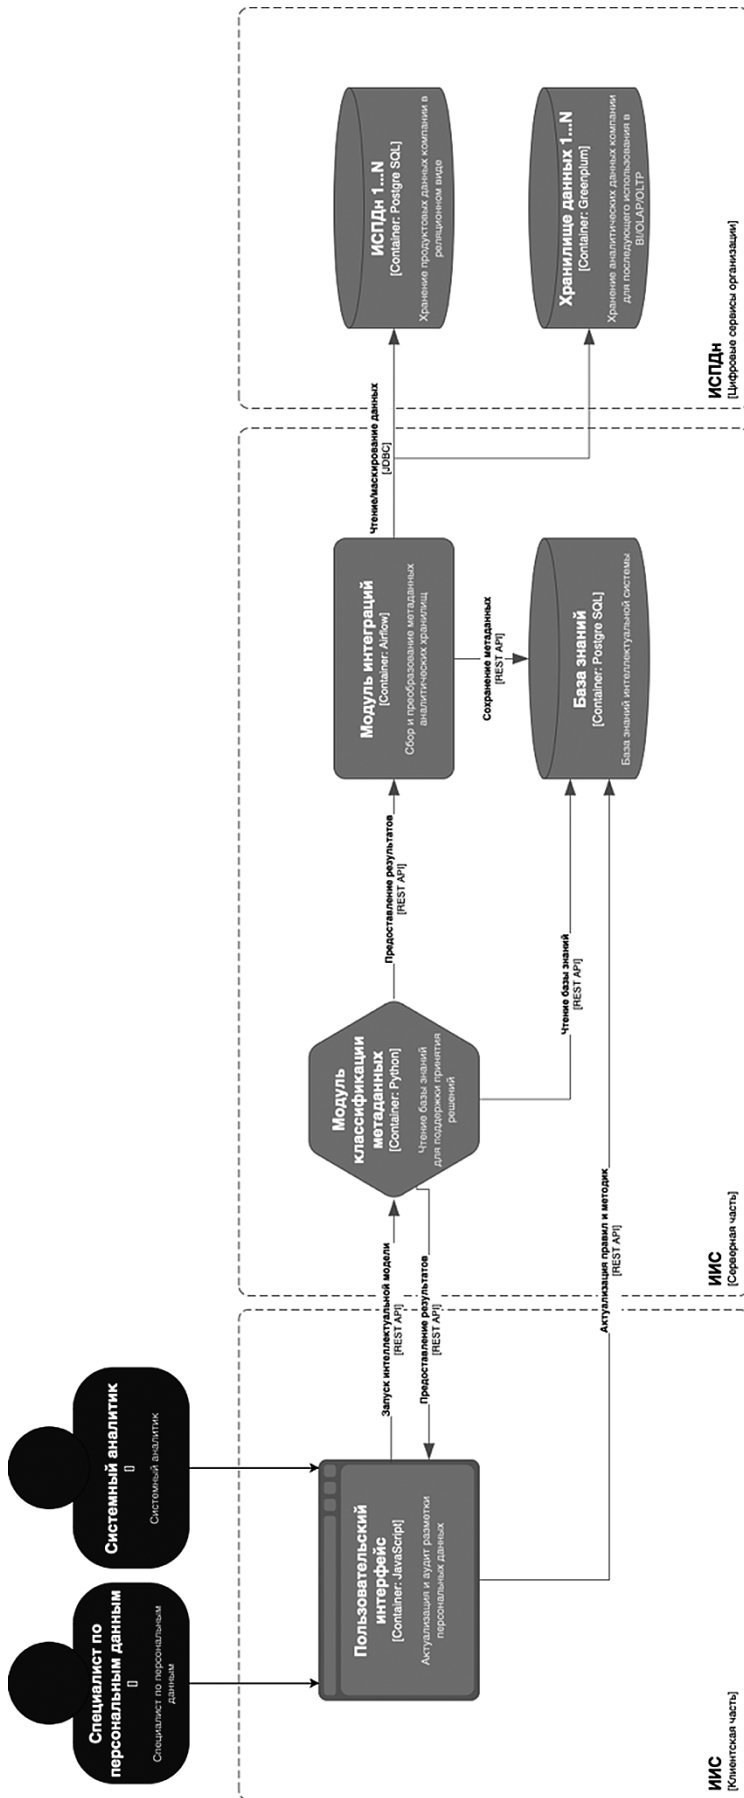 Специалист по
персональным данным
[]
Специалист по персональным
данным
Системный аналитик
[]
Системный аналитик
Пользовательский
интерфейс
[Container: JavaScript]
Актуализация и аудит разметки
персональных данных
Запуск интеллектуальной модели
[REST API]
Предоставление результатов
[REST API]
Актуализация правил и методик
[REST API]
ИИС
[Клиентская часть]
Модуль
классификации
метаданных
[Container: Python]
Чтение базы знаний
для поддержки принятия
решений
Предоставление результатов
[REST API]
Чтение базы знаний
[REST API]
Модуль интеграций
[Container: Airflow]
Сбор и преобразование метаданных
аналитических хранилищ
Сохранение метаданных
[REST API]
База знаний
[Container: Postgre SQL]
База знаний интеллектуальной системы
ИИС
[Серверная часть]
Чтение/маскирование данных
[JDBC]
ИСПДн 1...N
[Container: Postgre SQL]
Хранение продуктовых данных компании в
реляционном виде
Хранилище данных 1...N
[Container: Greenplum]
Хранение аналитических данных компании
для последующего использования в
BI/OLAP/OLTP
ИСПДн
[Цифровые сервисы организации]